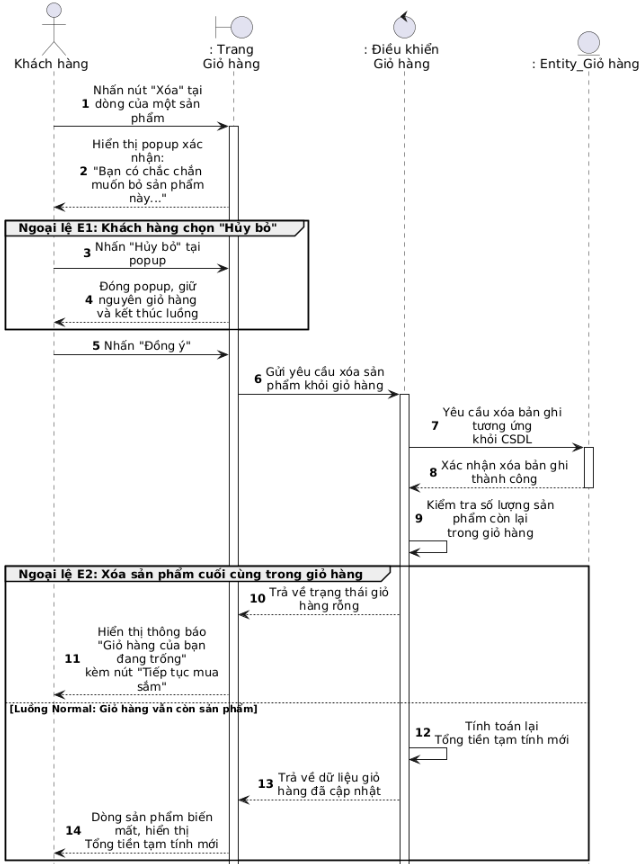 Khách hàng
: Trang
Giỏ hàng
: Điều khiển
Giỏ hàng
: Entity_Giỏ hàng
1 Nhấn nút "Xóa" tại
dòng của một sản
phẩm
2 Hiển thị popup xác
nhận:
"Bạn có chắc chắn
muốn bỏ sản phẩm
này..."
Ngoại lệ E1: Khách hàng chọn "Hủy bỏ"
3 Nhấn "Hủy bỏ" tại
popup
4 Đóng popup, giữ
nguyên giỏ hàng
và kết thúc luồng
5 Nhấn "Đồng ý"
6 Gửi yêu cầu xóa sản
phẩm khỏi giỏ hàng
7 Yêu cầu xóa bản ghi
tương ứng
khỏi CSDL
8 Xác nhận xóa bản ghi
thành công
9 Kiểm tra số lượng sản
phẩm còn lại
trong giỏ hàng
Ngoại lệ E2: Xóa sản phẩm cuối cùng trong giỏ hàng
10 Trả về trạng thái giỏ
hàng rỗng
11 Hiển thị thông báo
"Giỏ hàng của bạn
đang trống"
kèm nút "Tiếp tục mua
sắm"
[Luồng Normal: Giỏ hàng vẫn còn sản phẩm]
12 Tính toán lại
Tổng tiền tạm tính mới
13 Trả về dữ liệu giỏ
hàng đã cập nhật
14 Dòng sản phẩm biến
mất, hiển thị
Tổng tiền tạm tính mới